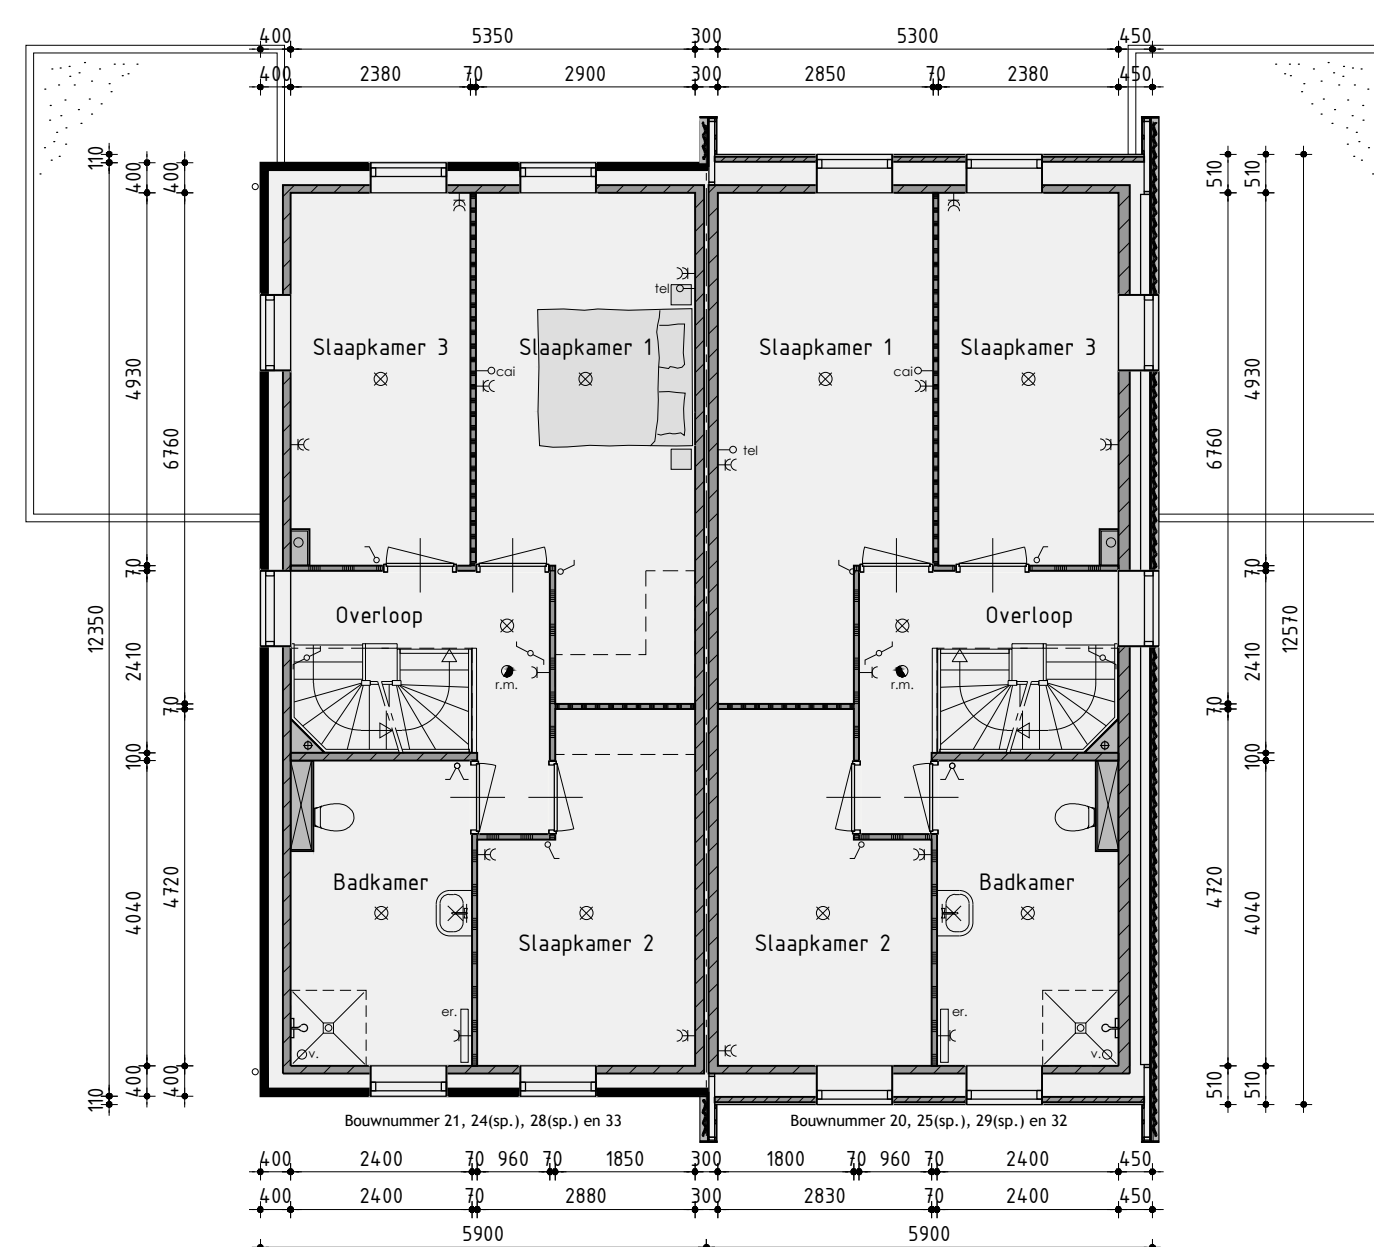 400 5350 300 5300 450
400 2380 70 2900 300 2850 70 2380 450
110 400 400 510 510
tel
Slaapkamer 3 Slaapkamer 1 Slaapkamer 1 Slaapkamer 3
cai cai
4930 4930
6760 tel 6760
70 70
Overloop Overloop
12350 2410 12570 2410
r.m. r.m.
70 70
100 100
Badkamer Badkamer
4720 4720
4040 4040
Slaapkamer 2 Slaapkamer 2
er. er.
v. v.
110 400 400 510 510
Bouwnummer 21, 24(sp.), 28(sp.) en 33 Bouwnummer 20, 25(sp.), 29(sp.) en 32
400 2400 70 960 70 1850 300 1800 70 960 70 2400 450
400 2400 70 2880 300 2830 70 2400 450
5900 5900